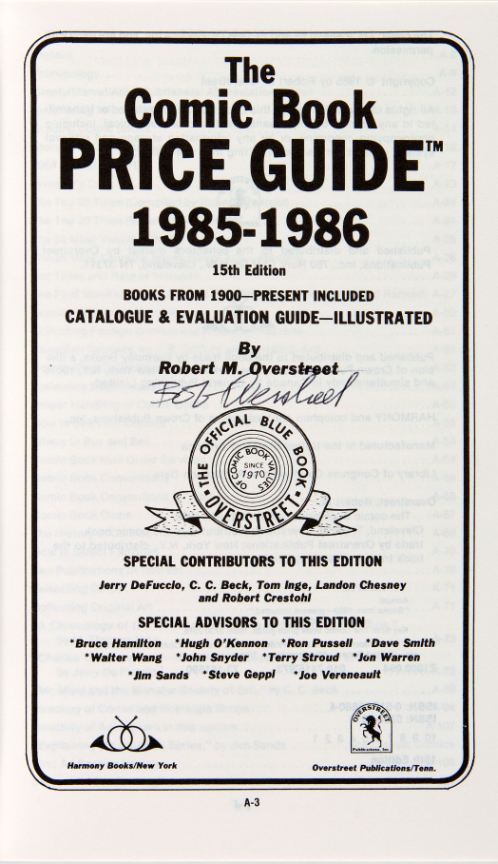 The
Comic Book
PRICE GUIDE™
1985-1986
15th Edition
BOOKS FROM 1900—PRESENT INCLUDED
CATALOGUE & EVALUATION GUIDE—ILLUSTRATED
By
Robert M. Overstreet
Bob Overstreet
THE OFFICIAL BLUE BOOK
OF COMIC BOOK VALUES
SINCE
1970
OVERSTREET
SPECIAL CONTRIBUTORS TO THIS EDITION
Jerry DeFuccio, C. C. Beck, Tom Inge, Landon Chesney
and Robert Crestohl
SPECIAL ADVISORS TO THIS EDITION
*Bruce Hamilton *Hugh O'Kennon *Ron Pussell *Dave Smith
*Walter Wang *John Snyder *Terry Stroud *Jon Warren
*Jim Sands *Steve Geppi *Joe Vereneault
OVERSTREET
Publications, Inc.
Harmony Books/New York
Overstreet Publications/Tenn.
A-3